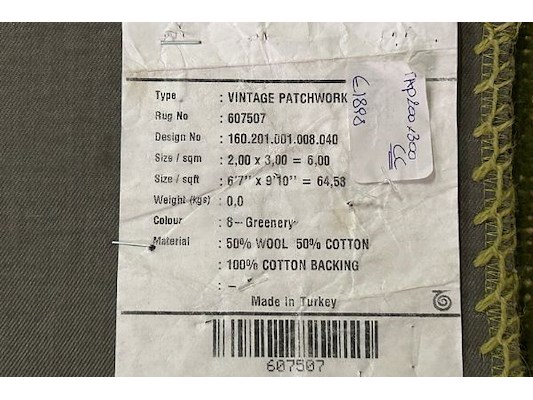 Type : VINTAGE PATCHWORK
Rug No : 607507
Design No : 160.201.001.008.040
Size / sqm : 2,00 x 3,00 = 6.00
Size / sqft : 6'7" x 9'10" = 64,53
Weight (kgs) : 0,0
Colour : 8- Greenery
Material : 50% WOOL 50% COTTON
: 100% COTTON BACKING
: -
Made in Turkey
607507
£1898
200x300
CC